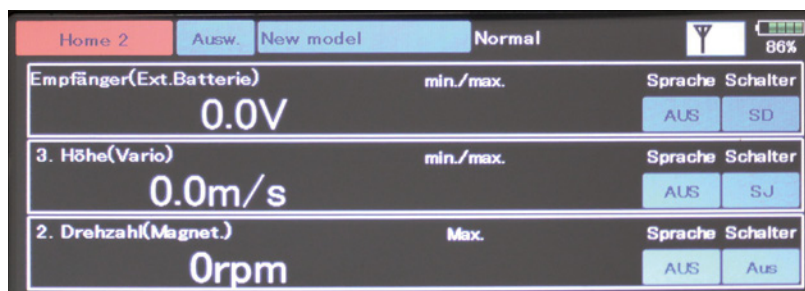 Home 2 Ausw. New model Normal 86%
Empfänger(Ext.Batterie) min./max. Sprache Schalter
0.0V AUS SD
3. Höhe(Vario) min./max. Sprache Schalter
0.0m/s AUS SJ
2. Drehzahl(Magnet.) Max. Sprache Schalter
0rpm AUS Aus